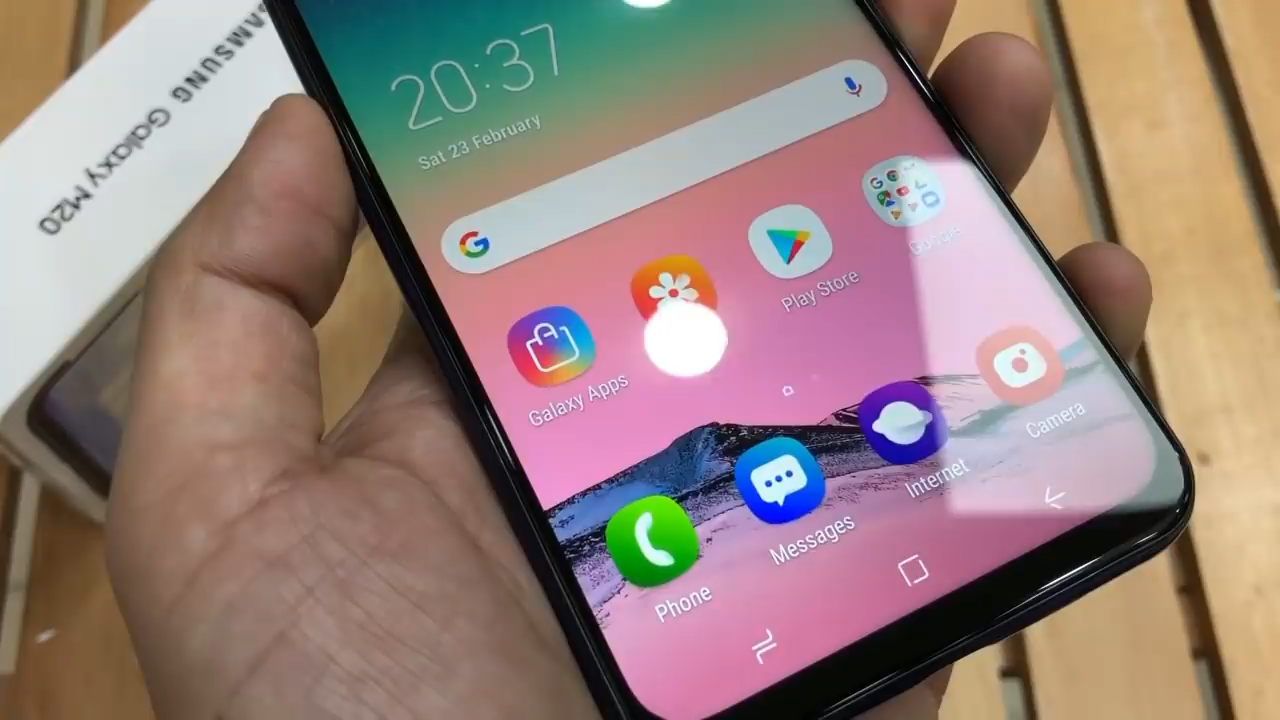 SAMSUNG Galaxy M20
20:37
Sat 23 February
G
Galaxy Apps
Play Store
Google
Phone
Messages
Internet
Camera